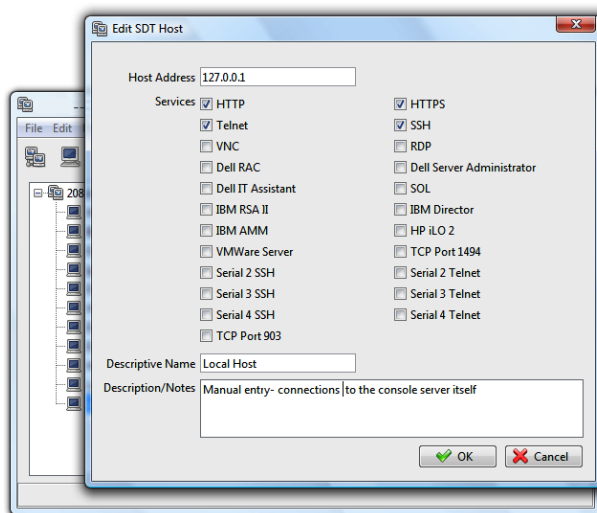 Edit SDT Host
Host Address 127.0.0.1
Services HTTP HTTPS
Telnet SSH
File Edit
VNC RDP
Dell RAC Dell Server Administrator
208
Dell IT Assistant SOL
IBM RSA II IBM Director
IBM AMM HP iLO 2
VMWare Server TCP Port 1494
Serial 2 SSH Serial 2 Telnet
Serial 3 SSH Serial 3 Telnet
Serial 4 SSH Serial 4 Telnet
TCP Port 903
Descriptive Name Local Host
Description/Notes Manual entry- connections to the console server itself
OK Cancel